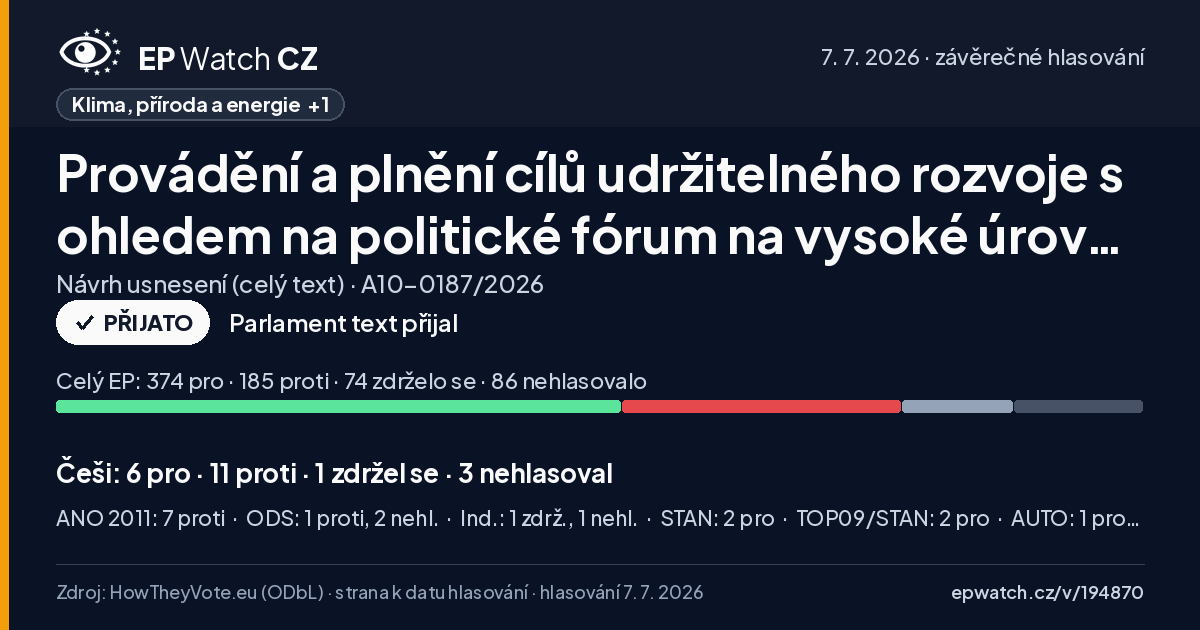 EP Watch CZ
7. 7. 2026 · závěrečné hlasování
Klima, příroda a energie +1
Provádění a plnění cílů udržitelného rozvoje s
ohledem na politické fórum na vysoké úrov…
Návrh usnesení (celý text) · A10–0187/2026
✓ PŘIJATO Parlament text přijal
Celý EP: 374 pro · 185 proti · 74 zdrželo se · 86 nehlasovalo
Češi: 6 pro · 11 proti · 1 zdržel se · 3 nehlasoval
ANO 2011: 7 proti · ODS: 1 proti, 2 nehl. · Ind.: 1 zdrž., 1 nehl. · STAN: 2 pro · TOP09/STAN: 2 pro · AUTO: 1 pro…
Zdroj: HowTheyVote.eu (ODbL) · strana k datu hlasování · hlasování 7. 7. 2026
epwatch.cz/v/194870